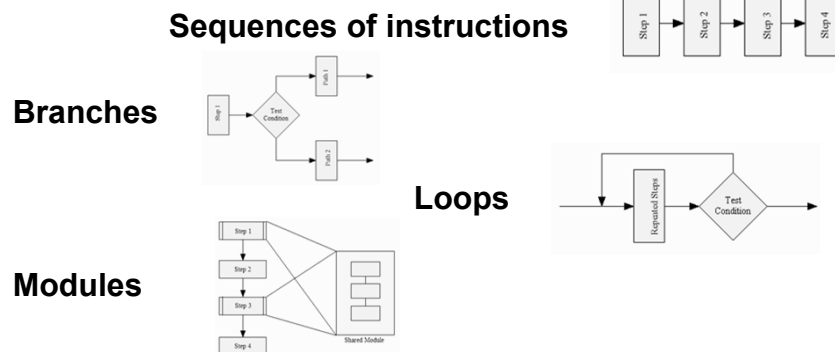 Sequences of instructions
Step 1
Step 2
Step 3
Step 4
Branches
Step 1
Test
Condition
Path 1
Path 2
Loops
Repeated Steps
Test
Condition
Modules
Step 1
Step 2
Step 3
Step 4
Shared Module